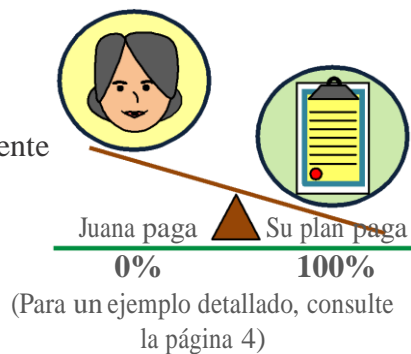 ente
Juana paga Su plan paga
0% 100%
(Para un ejemplo detallado, consulte
la página 4)